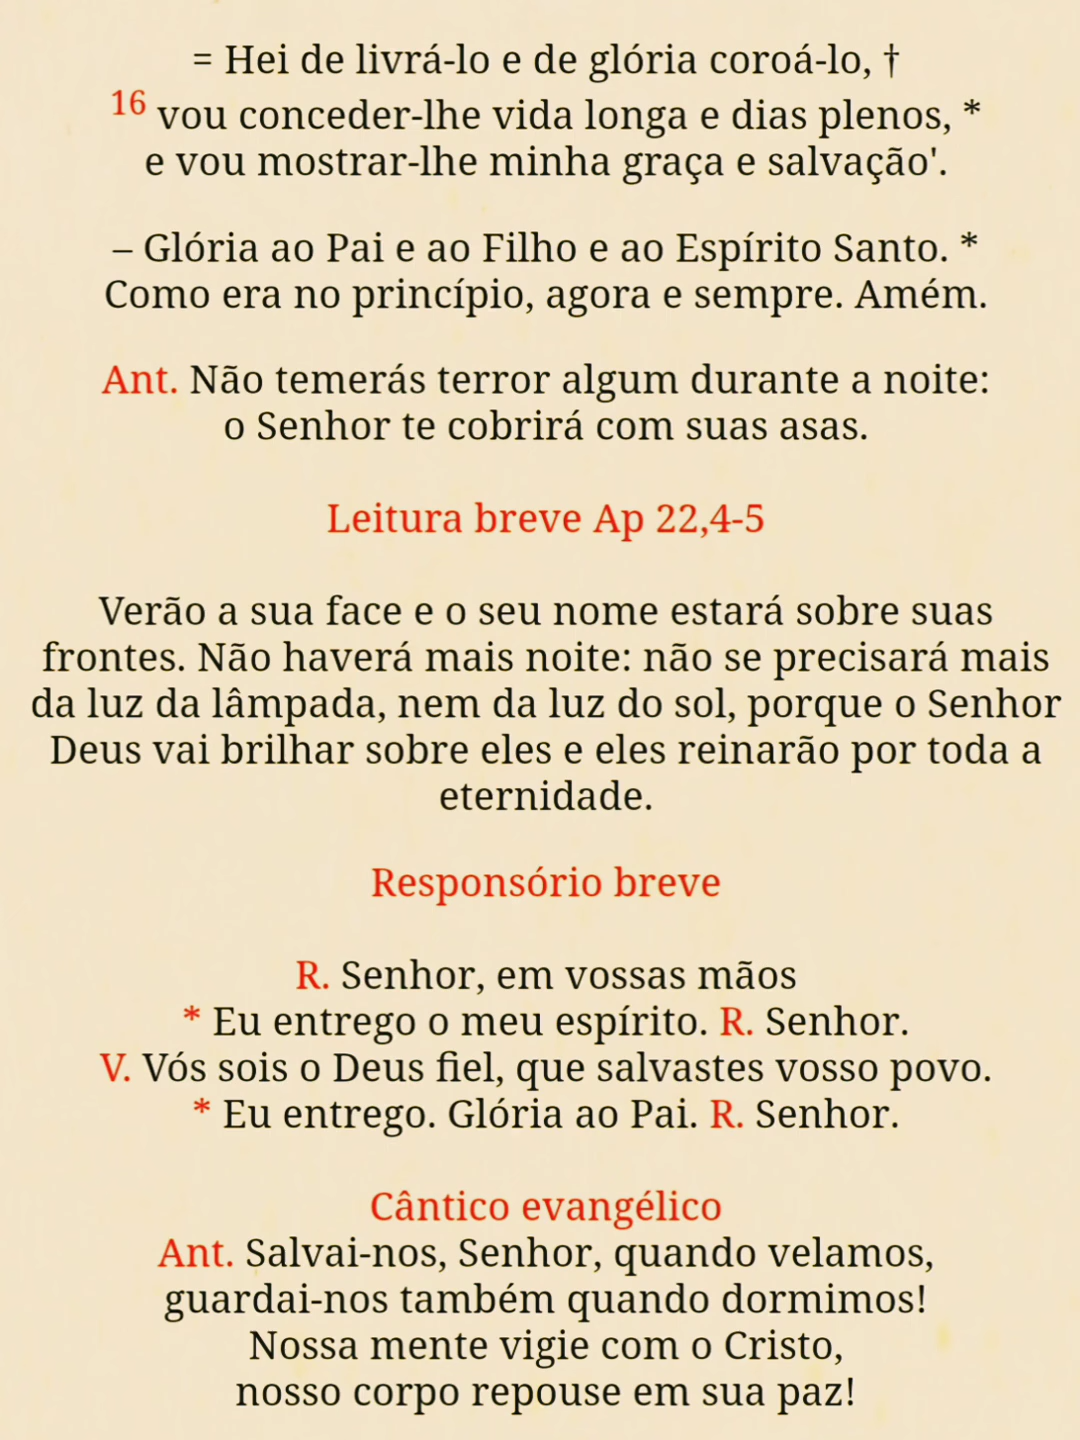 = Hei de livrá-lo e de glória coroá-lo, †
16 vou conceder-lhe vida longa e dias plenos, *
e vou mostrar-lhe minha graça e salvação'.
– Glória ao Pai e ao Filho e ao Espírito Santo. *
Como era no princípio, agora e sempre. Amém.
Ant. Não temerás terror algum durante a noite:
o Senhor te cobrirá com suas asas.
Leitura breve Ap 22,4-5
Verão a sua face e o seu nome estará sobre suas
frontes. Não haverá mais noite: não se precisará mais
da luz da lâmpada, nem da luz do sol, porque o Senhor
Deus vai brilhar sobre eles e eles reinarão por toda a
eternidade.
Responsório breve
R. Senhor, em vossas mãos
* Eu entrego o meu espírito. R. Senhor.
V. Vós sois o Deus fiel, que salvastes vosso povo.
* Eu entrego. Glória ao Pai. R. Senhor.
Cântico evangélico
Ant. Salvai-nos, Senhor, quando velamos,
guardai-nos também quando dormimos!
Nossa mente vigie com o Cristo,
nosso corpo repouse em sua paz!